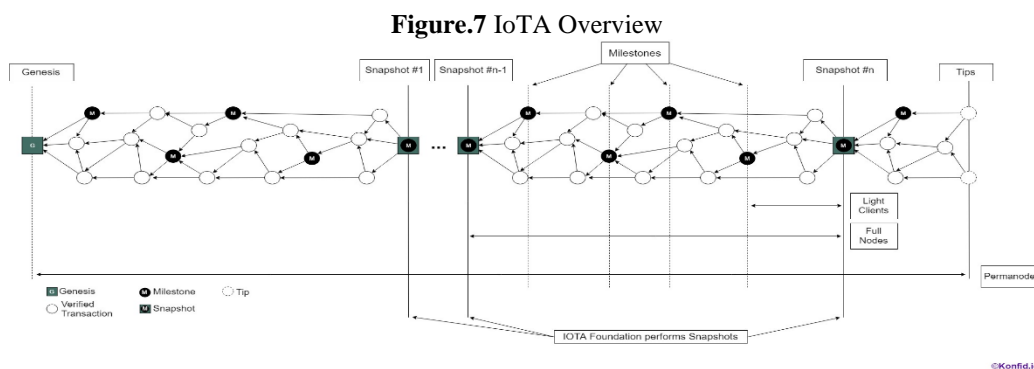 Figure.7 IoTA Overview
Milestones
Genesis
Snapshot #1
Snapshot #n-1
Snapshot #n
Tips
M
M
M
M
M
G
M
...
M
M
M
M
M
M
Light
Clients
Full
Nodes
Permanode
G Genesis
M Milestone
Tip
Verified
Transaction
M Snapshot
IOTA Foundation performs Snapshots
©Konfid.i